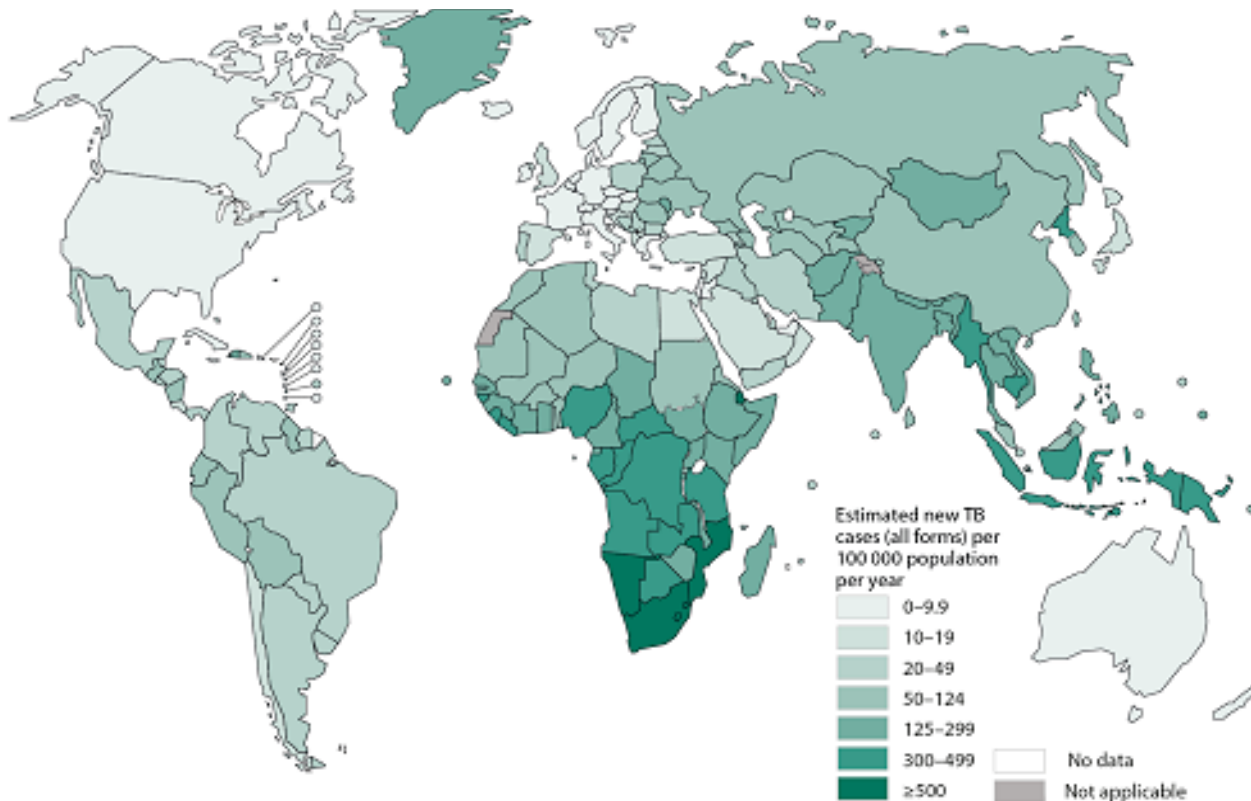 Estimated new TB
cases (all forms) per
100 000 population
per year
0–9.9
10–19
20–49
50–124
125–299
300–499
≥500
No data
Not applicable